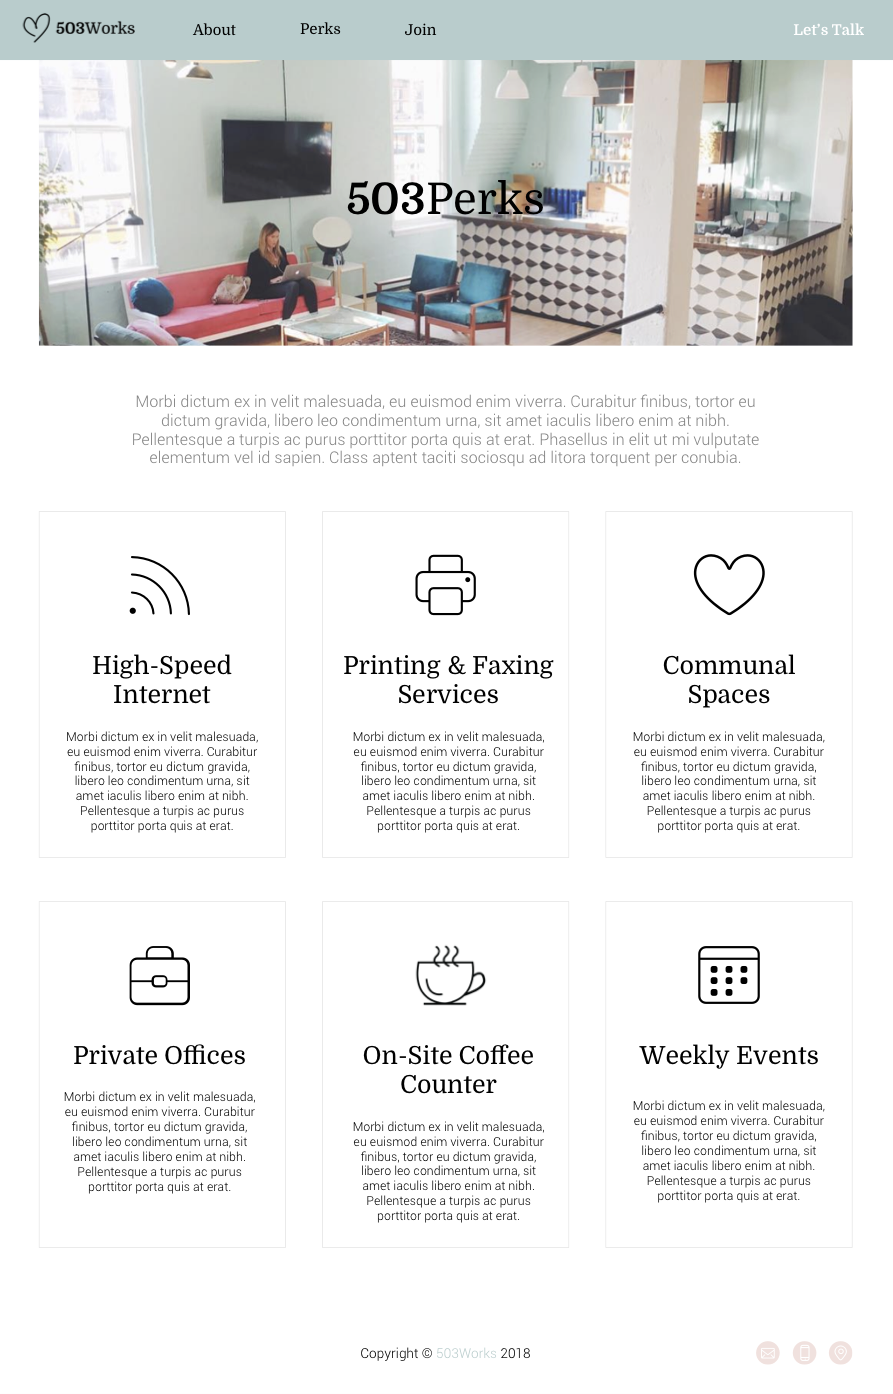 503Works
About
Perks
Join
Let's Talk
503Perks
Morbi dictum ex in velit malesuada, eu euismod enim viverra. Curabitur finibus, tortor eu
dictum gravida, libero leo condimentum urna, sit amet iaculis libero enim at nibh.
Pellentesque a turpis ac purus porttitor porta quis at erat. Phasellus in elit ut mi vulputate
elementum vel id sapien. Class aptent taciti sociosqu ad litora torquent per conubia.
High-Speed
Internet
Morbi dictum ex in velit malesuada,
eu euismod enim viverra. Curabitur
finibus, tortor eu dictum gravida,
libero leo condimentum urna, sit
amet iaculis libero enim at nibh.
Pellentesque a turpis ac purus
porttitor porta quis at erat.
Printing & Faxing
Services
Morbi dictum ex in velit malesuada,
eu euismod enim viverra. Curabitur
finibus, tortor eu dictum gravida,
libero leo condimentum urna, sit
amet iaculis libero enim at nibh.
Pellentesque a turpis ac purus
porttitor porta quis at erat.
Communal
Spaces
Morbi dictum ex in velit malesuada,
eu euismod enim viverra. Curabitur
finibus, tortor eu dictum gravida,
libero leo condimentum urna, sit
amet iaculis libero enim at nibh.
Pellentesque a turpis ac purus
porttitor porta quis at erat.
Private Offices
Morbi dictum ex in velit malesuada,
eu euismod enim viverra. Curabitur
finibus, tortor eu dictum gravida,
libero leo condimentum urna, sit
amet iaculis libero enim at nibh.
Pellentesque a turpis ac purus
porttitor porta quis at erat.
On-Site Coffee
Counter
Morbi dictum ex in velit malesuada,
eu euismod enim viverra. Curabitur
finibus, tortor eu dictum gravida,
libero leo condimentum urna, sit
amet iaculis libero enim at nibh.
Pellentesque a turpis ac purus
porttitor porta quis at erat.
Weekly Events
Morbi dictum ex in velit malesuada,
eu euismod enim viverra. Curabitur
finibus, tortor eu dictum gravida,
libero leo condimentum urna, sit
amet iaculis libero enim at nibh.
Pellentesque a turpis ac purus
porttitor porta quis at erat.
Copyright © 503Works 2018